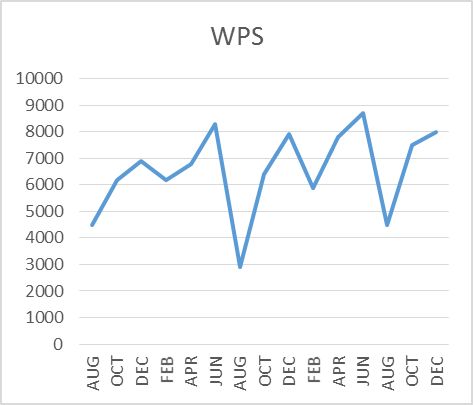 WPS
10000
9000
8000
7000
6000
5000
4000
3000
2000
1000
0
AUG
OCT
DEC
FEB
APR
JUN
AUG
OCT
DEC
FEB
APR
JUN
AUG
OCT
DEC